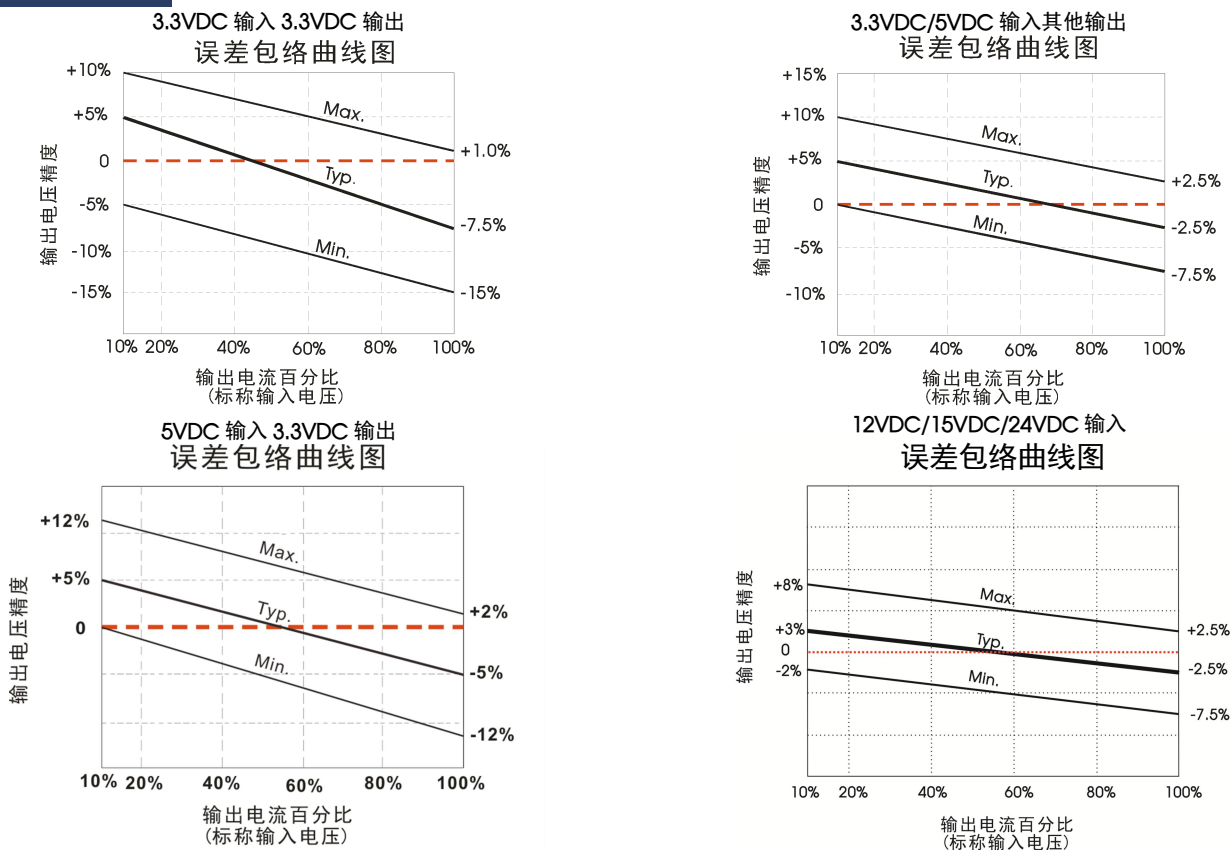 3.3VDC 输入 3.3VDC 输出
误差包络曲线图
+10%
+5%
0
-5%
-10%
-15%
输出电压精度
Max.
Typ.
Min.
+1.0%
-7.5%
-15%
10% 20% 40% 60% 80% 100%
输出电流百分比
(标称输入电压)
3.3VDC/5VDC 输入其他输出
误差包络曲线图
+15%
+10%
+5%
0
-5%
-10%
输出电压精度
Max.
Typ.
Min.
+2.5%
-2.5%
-7.5%
10% 20% 40% 60% 80% 100%
输出电流百分比
(标称输入电压)
5VDC 输入 3.3VDC 输出
误差包络曲线图
+12%
+5%
0
输出电压精度
Max.
Typ.
Min.
+2%
-5%
-12%
10% 20% 40% 60% 80% 100%
输出电流百分比
(标称输入电压)
12VDC/15VDC/24VDC 输入
误差包络曲线图
+8%
+3%
0
-2%
输出电压精度
Max.
Typ.
Min.
+2.5%
-2.5%
-7.5%
10% 20% 40% 60% 80% 100%
输出电流百分比
(标称输入电压)